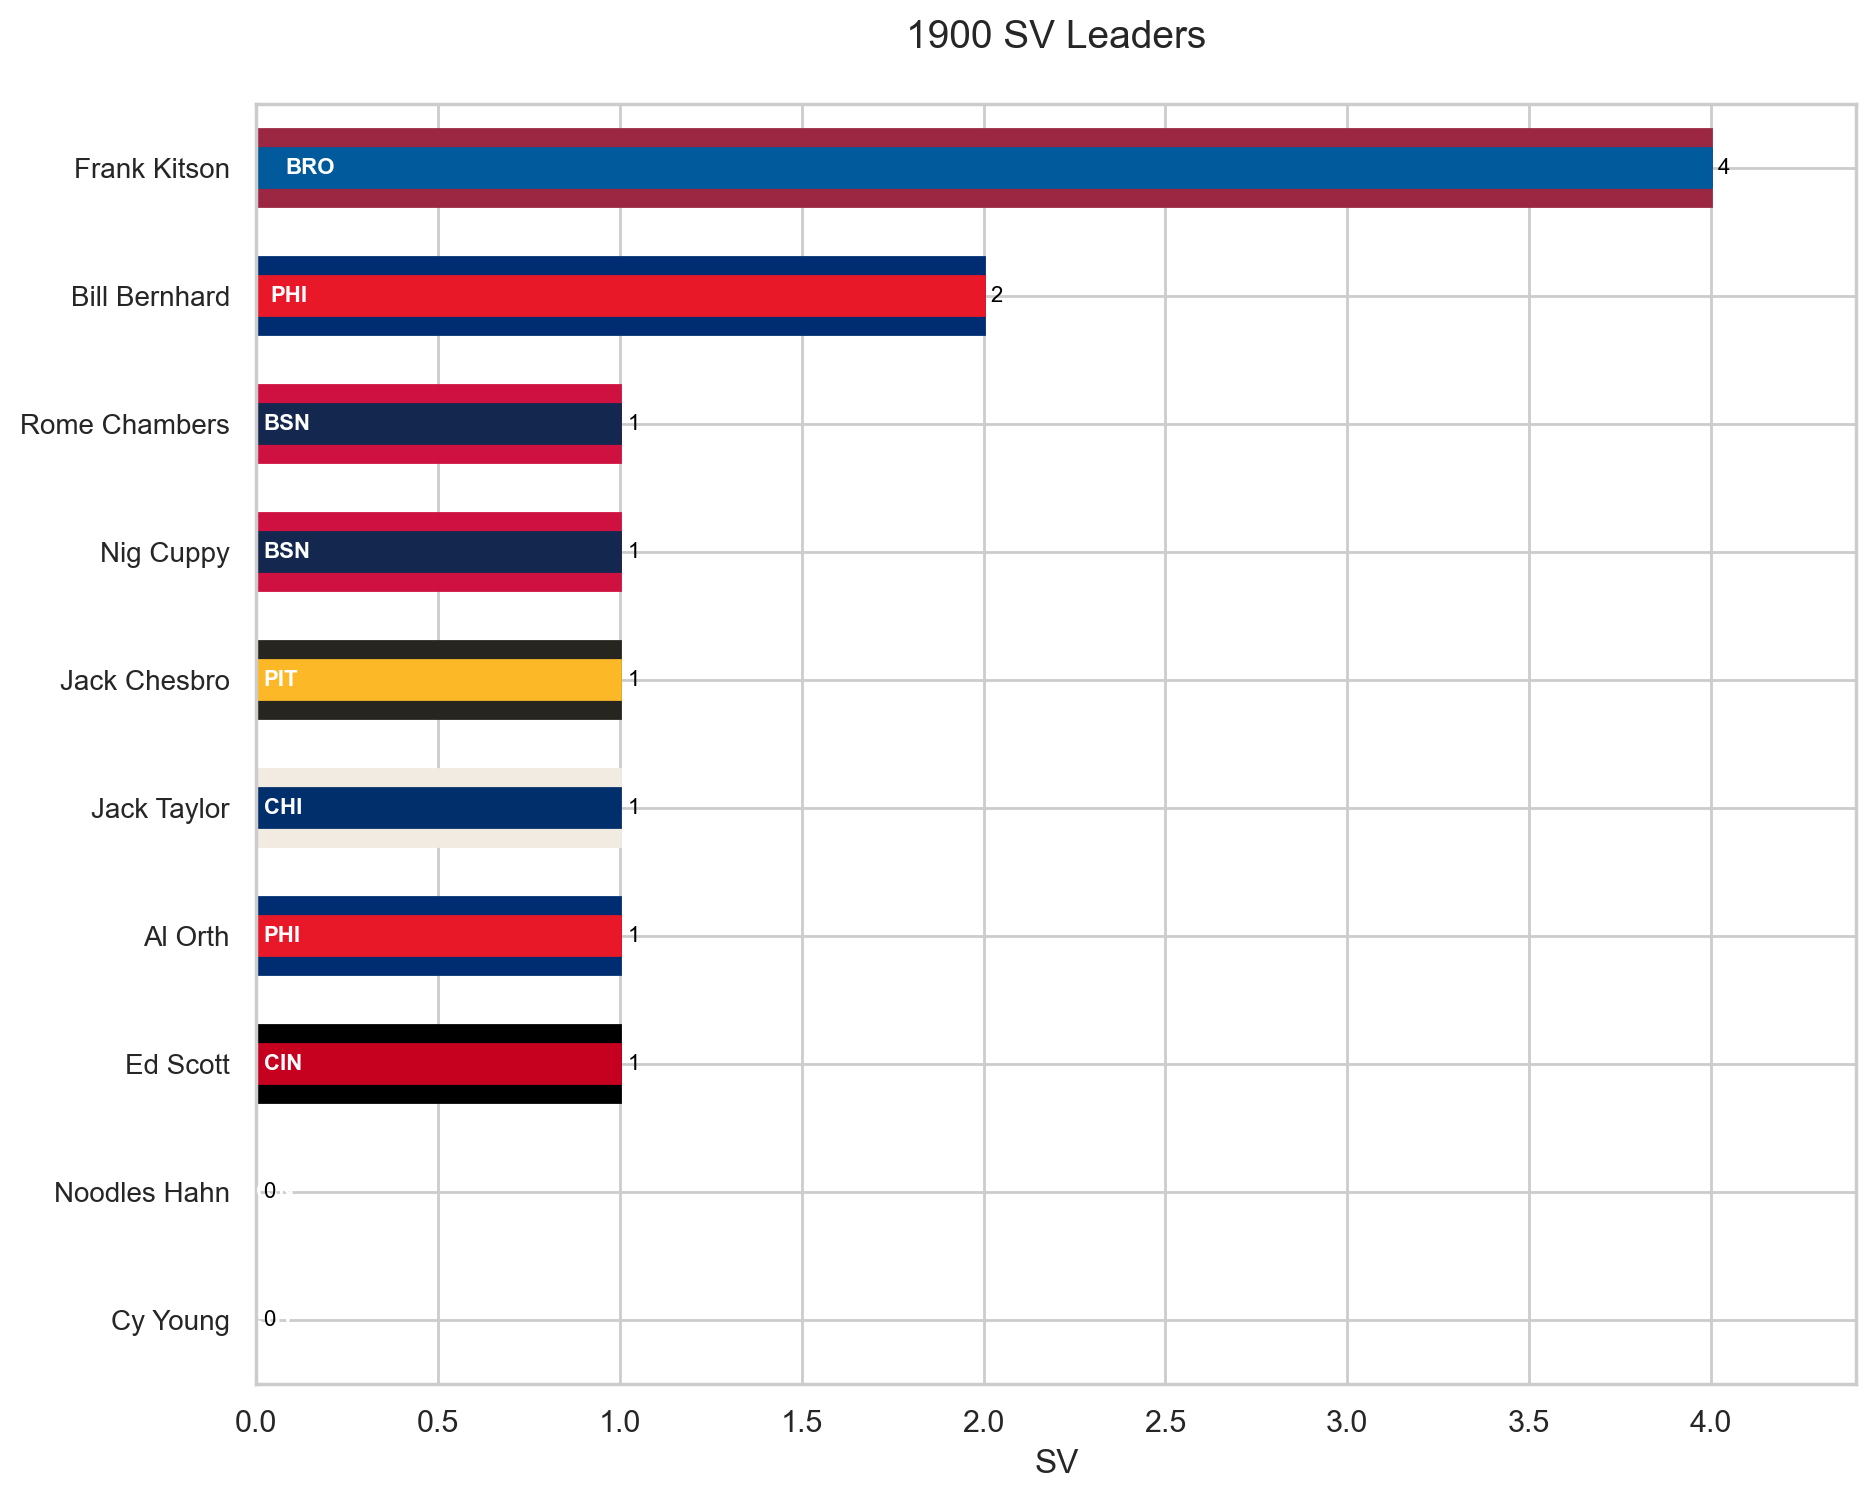 1900 SV Leaders
Frank Kitson BRO 4
Bill Bernhard PHI 2
Rome Chambers BSN 1
Nig Cuppy BSN 1
Jack Chesbro PIT 1
Jack Taylor CHI 1
Al Orth PHI 1
Ed Scott CIN 1
Noodles Hahn 0
Cy Young 0
0.0 0.5 1.0 1.5 2.0 2.5 3.0 3.5 4.0
SV